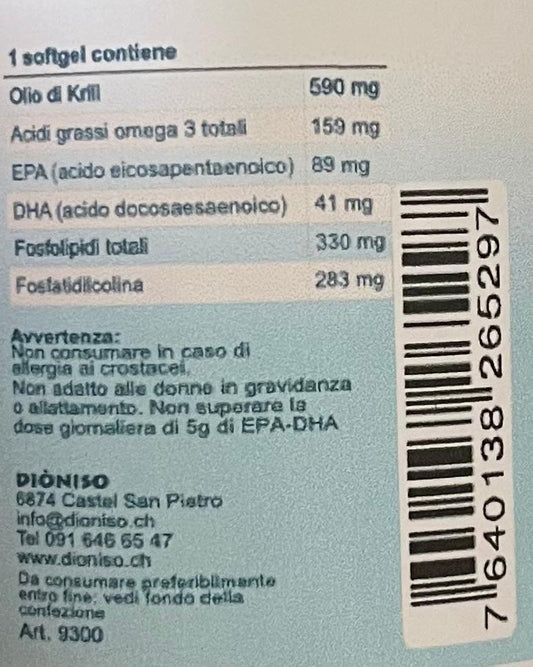 1 softgel contiene
Olio di Krill 590 mg
Acidi grassi omega 3 totali 159 mg
EPA (acido eicosapentaenoico) 89 mg
DHA (acido docosaesaenoico) 41 mg
Fosfolipidi totali 330 mg
Fosfatidilcolina 283 mg
Avvertenza:
Non consumare in caso di
allergia ai crostacei.
Non adatto alle donne in gravidanza
o allattamento. Non superare la
dose giornaliera di 5g di EPA-DHA
DIÒNISO
6874 Castel San Pietro
info@dioniso.ch
Tel 091 646 65 47
www.dioniso.ch
Da consumare preferibilmente
entro fine: vedi fondo della
confezione
Art. 9300
7 640138 265297